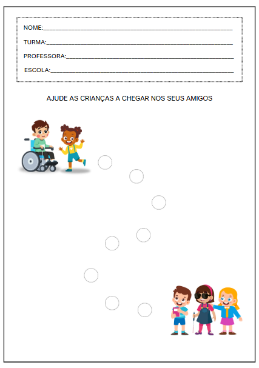 NOME:
TURMA:
PROFESSORA:
ESCOLA:
AJUDE AS CRIANÇAS A CHEGAR NOS SEUS AMIGOS